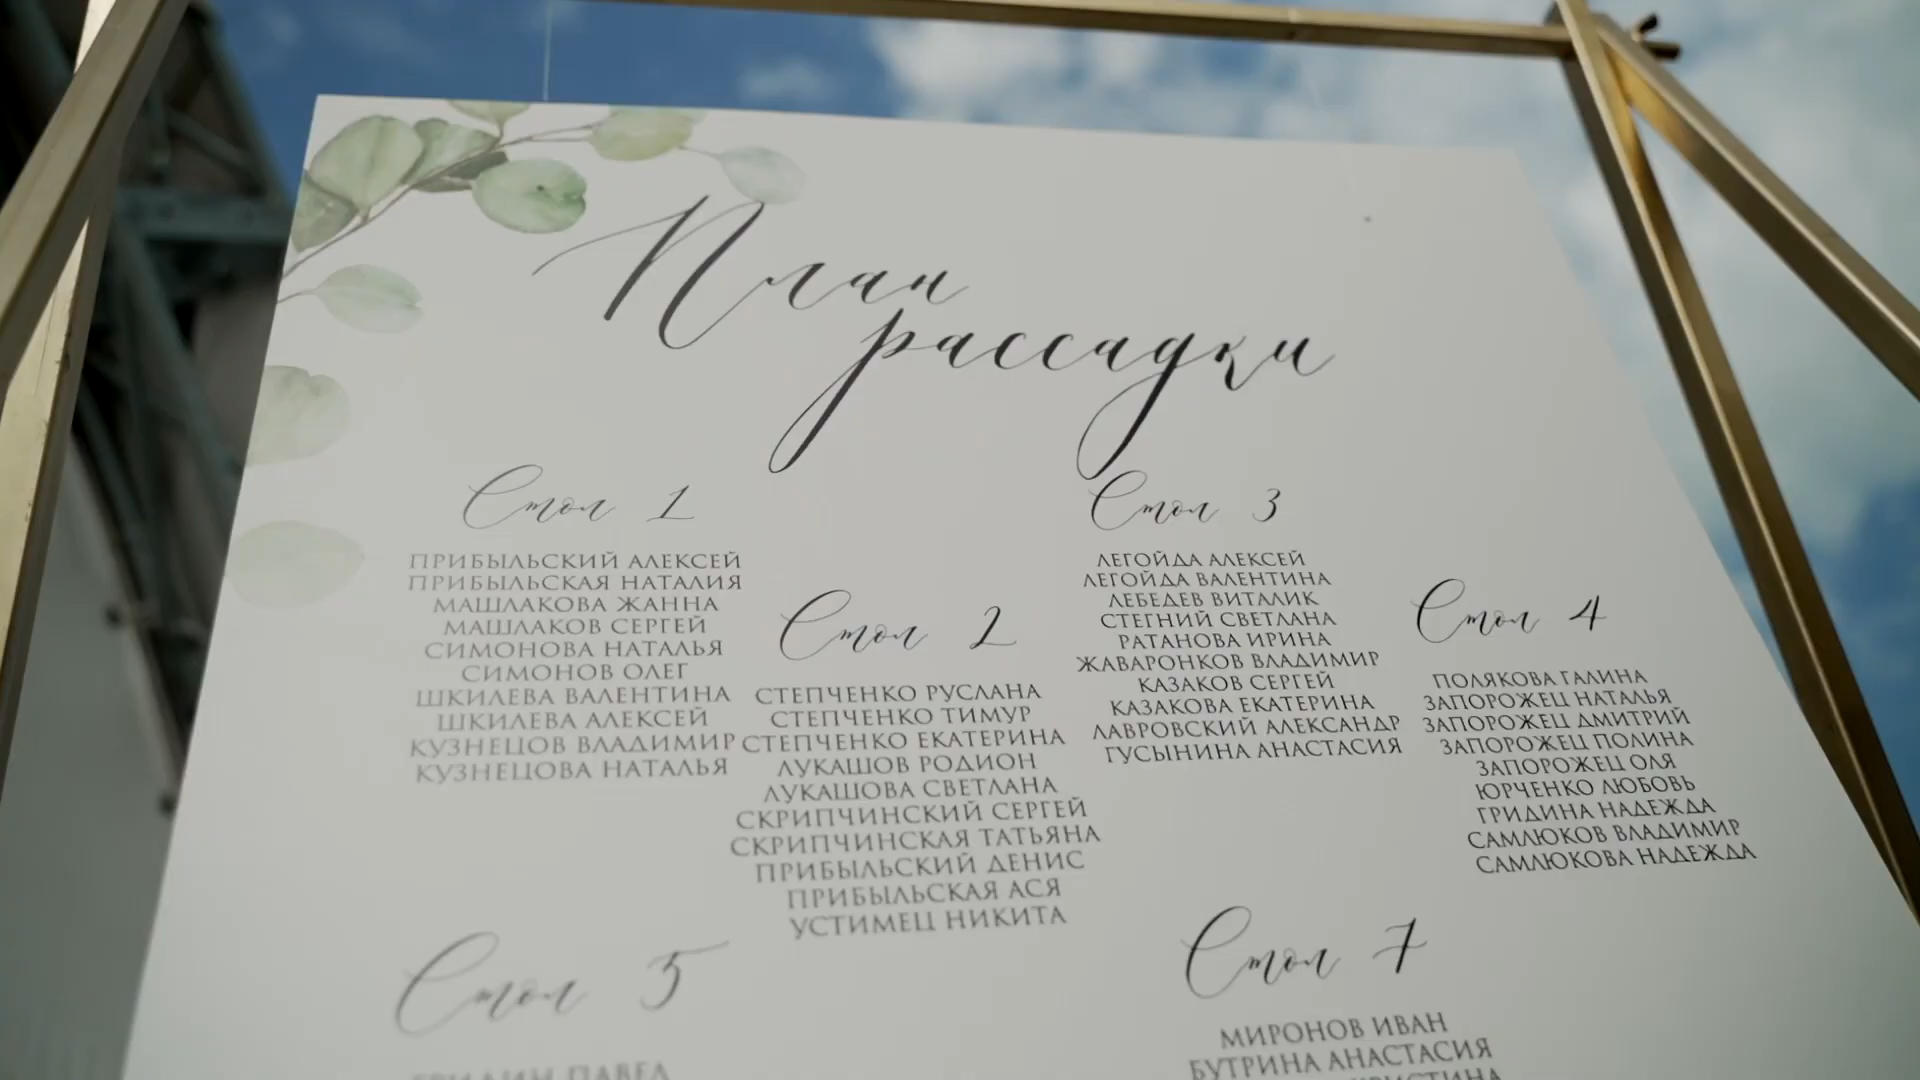 План
рассадки
Стол 1
ПРИБЫЛЬСКИЙ АЛЕКСЕЙ
ПРИБЫЛЬСКАЯ НАТАЛИЯ
МАШЛАКОВА ЖАННА
МАШЛАКОВ СЕРГЕЙ
СИМОНОВА НАТАЛЬЯ
СИМОНОВ ОЛЕГ
ШКИЛЕВА ВАЛЕНТИНА
ШКИЛЕВА АЛЕКСЕЙ
КУЗНЕЦОВ ВЛАДИМИР
КУЗНЕЦОВА НАТАЛЬЯ
Стол 2
СТЕПЧЕНКО РУСЛАНА
СТЕПЧЕНКО ТИМУР
СТЕПЧЕНКО ЕКАТЕРИНА
ЛУКАШОВ РОДИОН
ЛУКАШОВА СВЕТЛАНА
СКРИПЧИНСКИЙ СЕРГЕЙ
СКРИПЧИНСКАЯ ТАТЬЯНА
ПРИБЫЛЬСКИЙ ДЕНИС
ПРИБЫЛЬСКАЯ АСЯ
УСТИМЕЦ НИКИТА
Стол 3
ЛЕГОЙДА АЛЕКСЕЙ
ЛЕГОЙДА ВАЛЕНТИНА
ЛЕБЕДЕВ ВИТАЛИК
СТЕГНИЙ СВЕТЛАНА
РАТАНОВА ИРИНА
ЖАВАРОНКОВ ВЛАДИМИР
КАЗАКОВ СЕРГЕЙ
КАЗАКОВА ЕКАТЕРИНА
ЛАВРОВСКИЙ АЛЕКСАНДР
ГУСЫНИНА АНАСТАСИЯ
Стол 4
ПОЛЯКОВА ГАЛИНА
ЗАПОРОЖЕЦ НАТАЛЬЯ
ЗАПОРОЖЕЦ ДМИТРИЙ
ЗАПОРОЖЕЦ ПОЛИНА
ЗАПОРОЖЕЦ ОЛЯ
ЮРЧЕНКО ЛЮБОВЬ
ГРИДИНА НАДЕЖДА
САМЛЮКОВ ВЛАДИМИР
САМЛЮКОВА НАДЕЖДА
Стол 5
ПАВЕЛ
Стол 7
МИРОНОВ ИВАН
БУТРИНА АНАСТАСИЯ